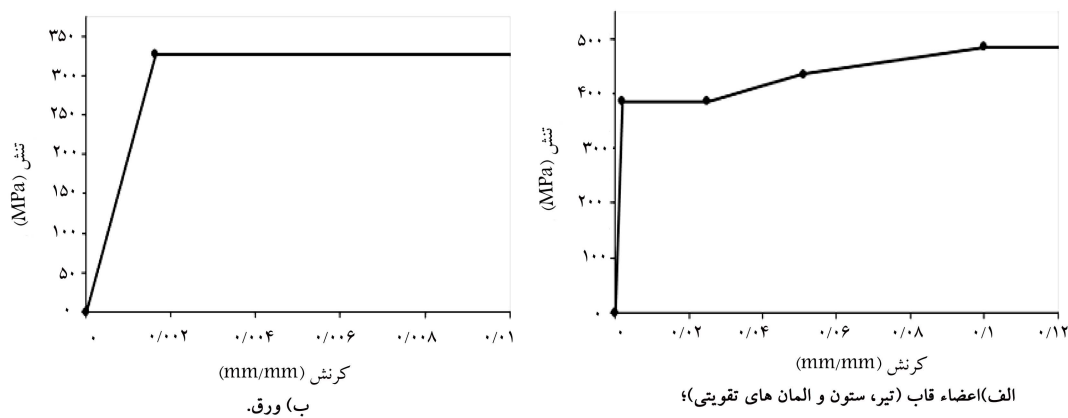 ۵۰۰
۴۰۰
۳۰۰
۲۰۰
۱۰۰
۰
تنش (MPa)
۰ ۰/۰۲ ۰/۰۴ ۰/۰۶ ۰/۰۸ ۰/۱ ۰/۱۲
کرنش (mm/mm)
الف)اعضاء قاب (تیر، ستون و المان های تقویتی)؛
۳۵۰
۳۰۰
۲۵۰
۲۰۰
۱۵۰
۱۰۰
۵۰
۰
تنش (MPa)
۰ ۰/۰۰۲ ۰/۰۰۴ ۰/۰۰۶ ۰/۰۰۸ ۰/۰۱
کرنش (mm/mm)
ب) ورق.